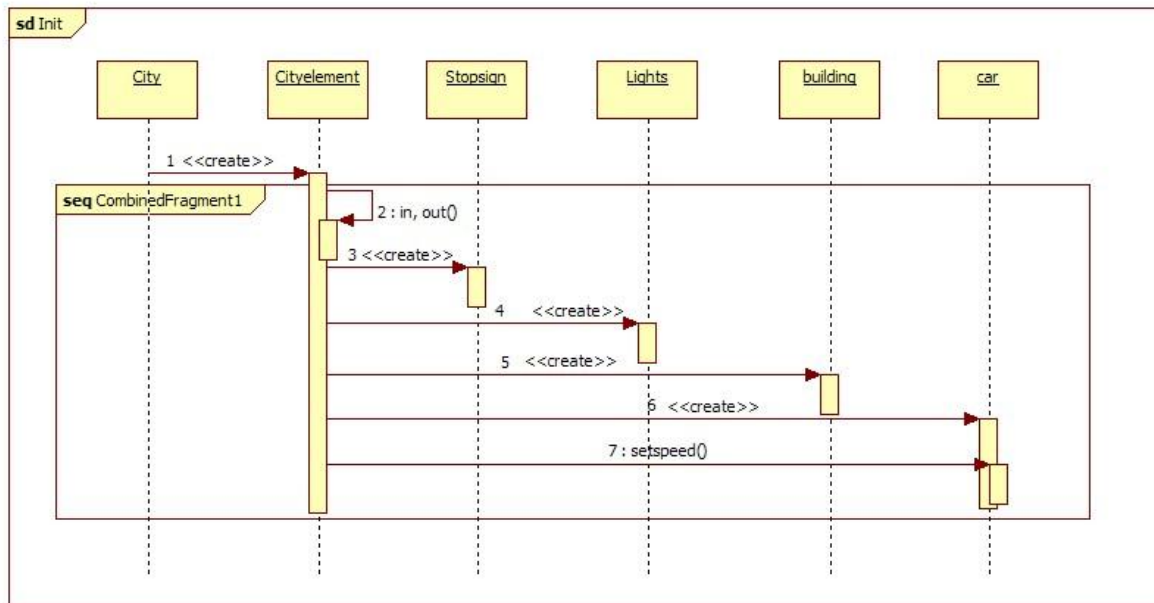 sd Init
City
Cityelement
Stopsign
Lights
building
car
1 <<create>>
seq CombinedFragment1
2 : in, out()
3 <<create>>
4 <<create>>
5 <<create>>
6 <<create>>
7 : setspeed()